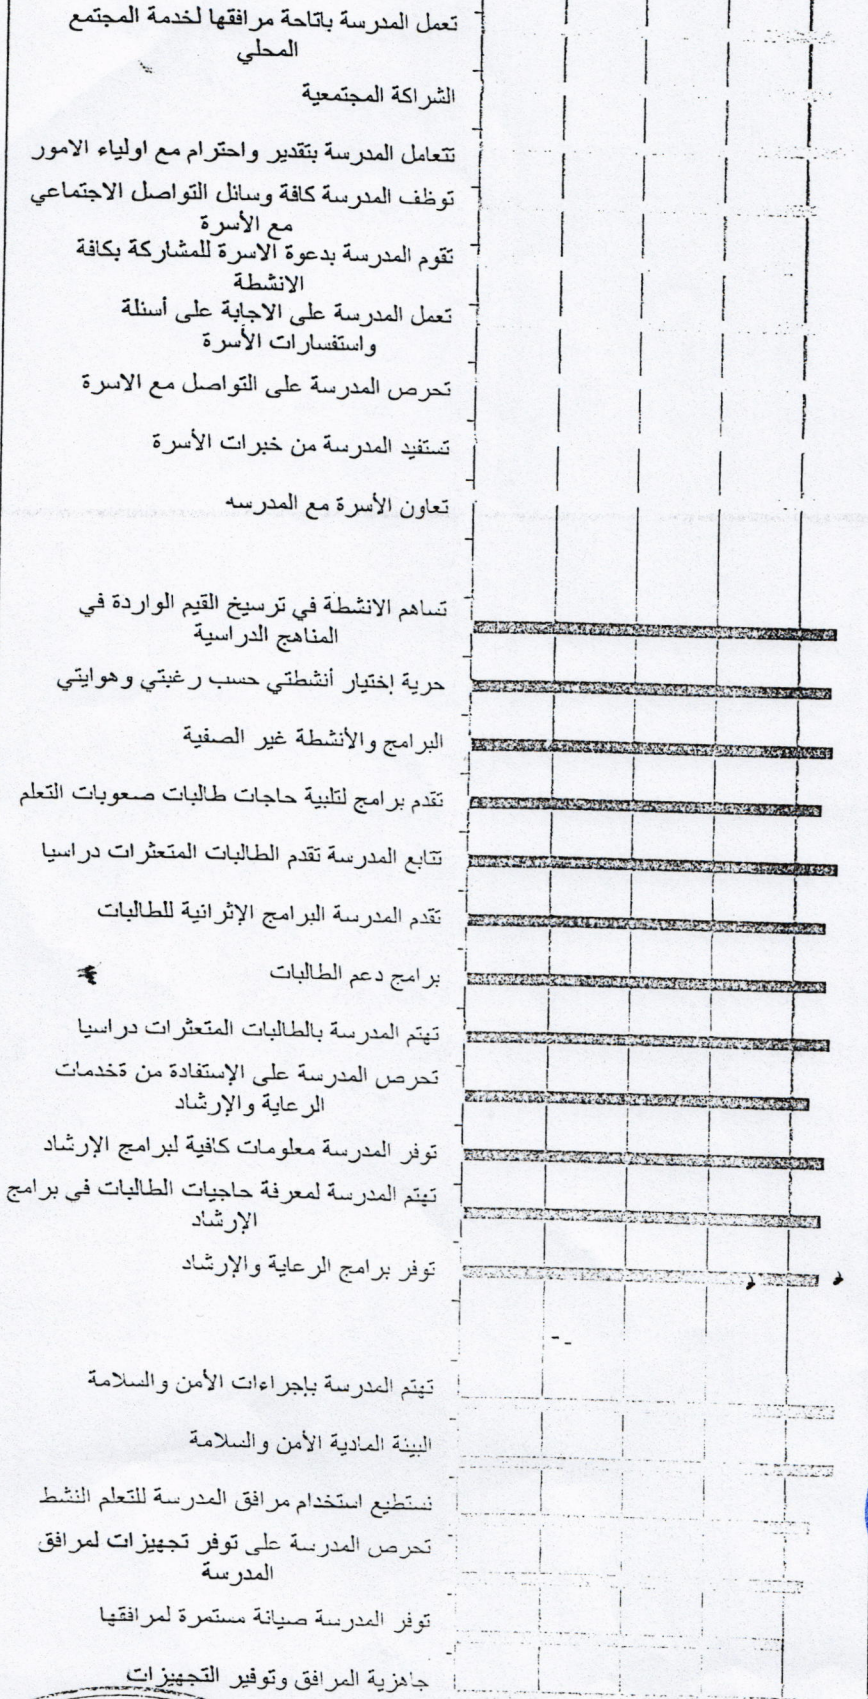 تعمل المدرسة باتاحة مرافقها لخدمة المجتمع
المحلي
الشراكة المجتمعية
تتعامل المدرسة بتقدير واحترام مع اولياء الامور
توظف المدرسة كافة وسائل التواصل الاجتماعي
مع الأسرة
تقوم المدرسة بدعوة الاسرة للمشاركة بكافة
الانشطة
تعمل المدرسة على الاجابة على أسئلة
واستفسارات الأسرة
تحرص المدرسة على التواصل مع الاسرة
تستفيد المدرسة من خبرات الأسرة
تعاون الأسرة مع المدرسه
تساهم الانشطة في ترسيخ القيم الواردة في
المناهج الدراسية
حرية إختيار أنشطتي حسب رغبتي وهوايتي
البرامج والأنشطة غير الصفية
تقدم برامج لتلبية حاجات طالبات صعوبات التعلم
تتابع المدرسة تقدم الطالبات المتعثرات دراسيا
تقدم المدرسة البرامج الإثرائية للطالبات
برامج دعم الطالبات
تهتم المدرسة بالطالبات المتعثرات دراسيا
تحرص المدرسة على الإستفادة من ةخدمات
الرعاية والإرشاد
توفر المدرسة معلومات كافية لبرامج الإرشاد
تهتم المدرسة لمعرفة حاجيات الطالبات في برامج
الإرشاد
توفر برامج الرعاية والإرشاد
تهتم المدرسة بإجراءات الأمن والسلامة
البيئة المادية الأمن والسلامة
نستطيع استخدام مرافق المدرسة للتعلم النشط
تحرص المدرسة على توفر تجهيزات لمرافق
المدرسة
توفر المدرسة صيانة مستمرة لمرافقها
جاهزية المرافق وتوفير التجهيزات